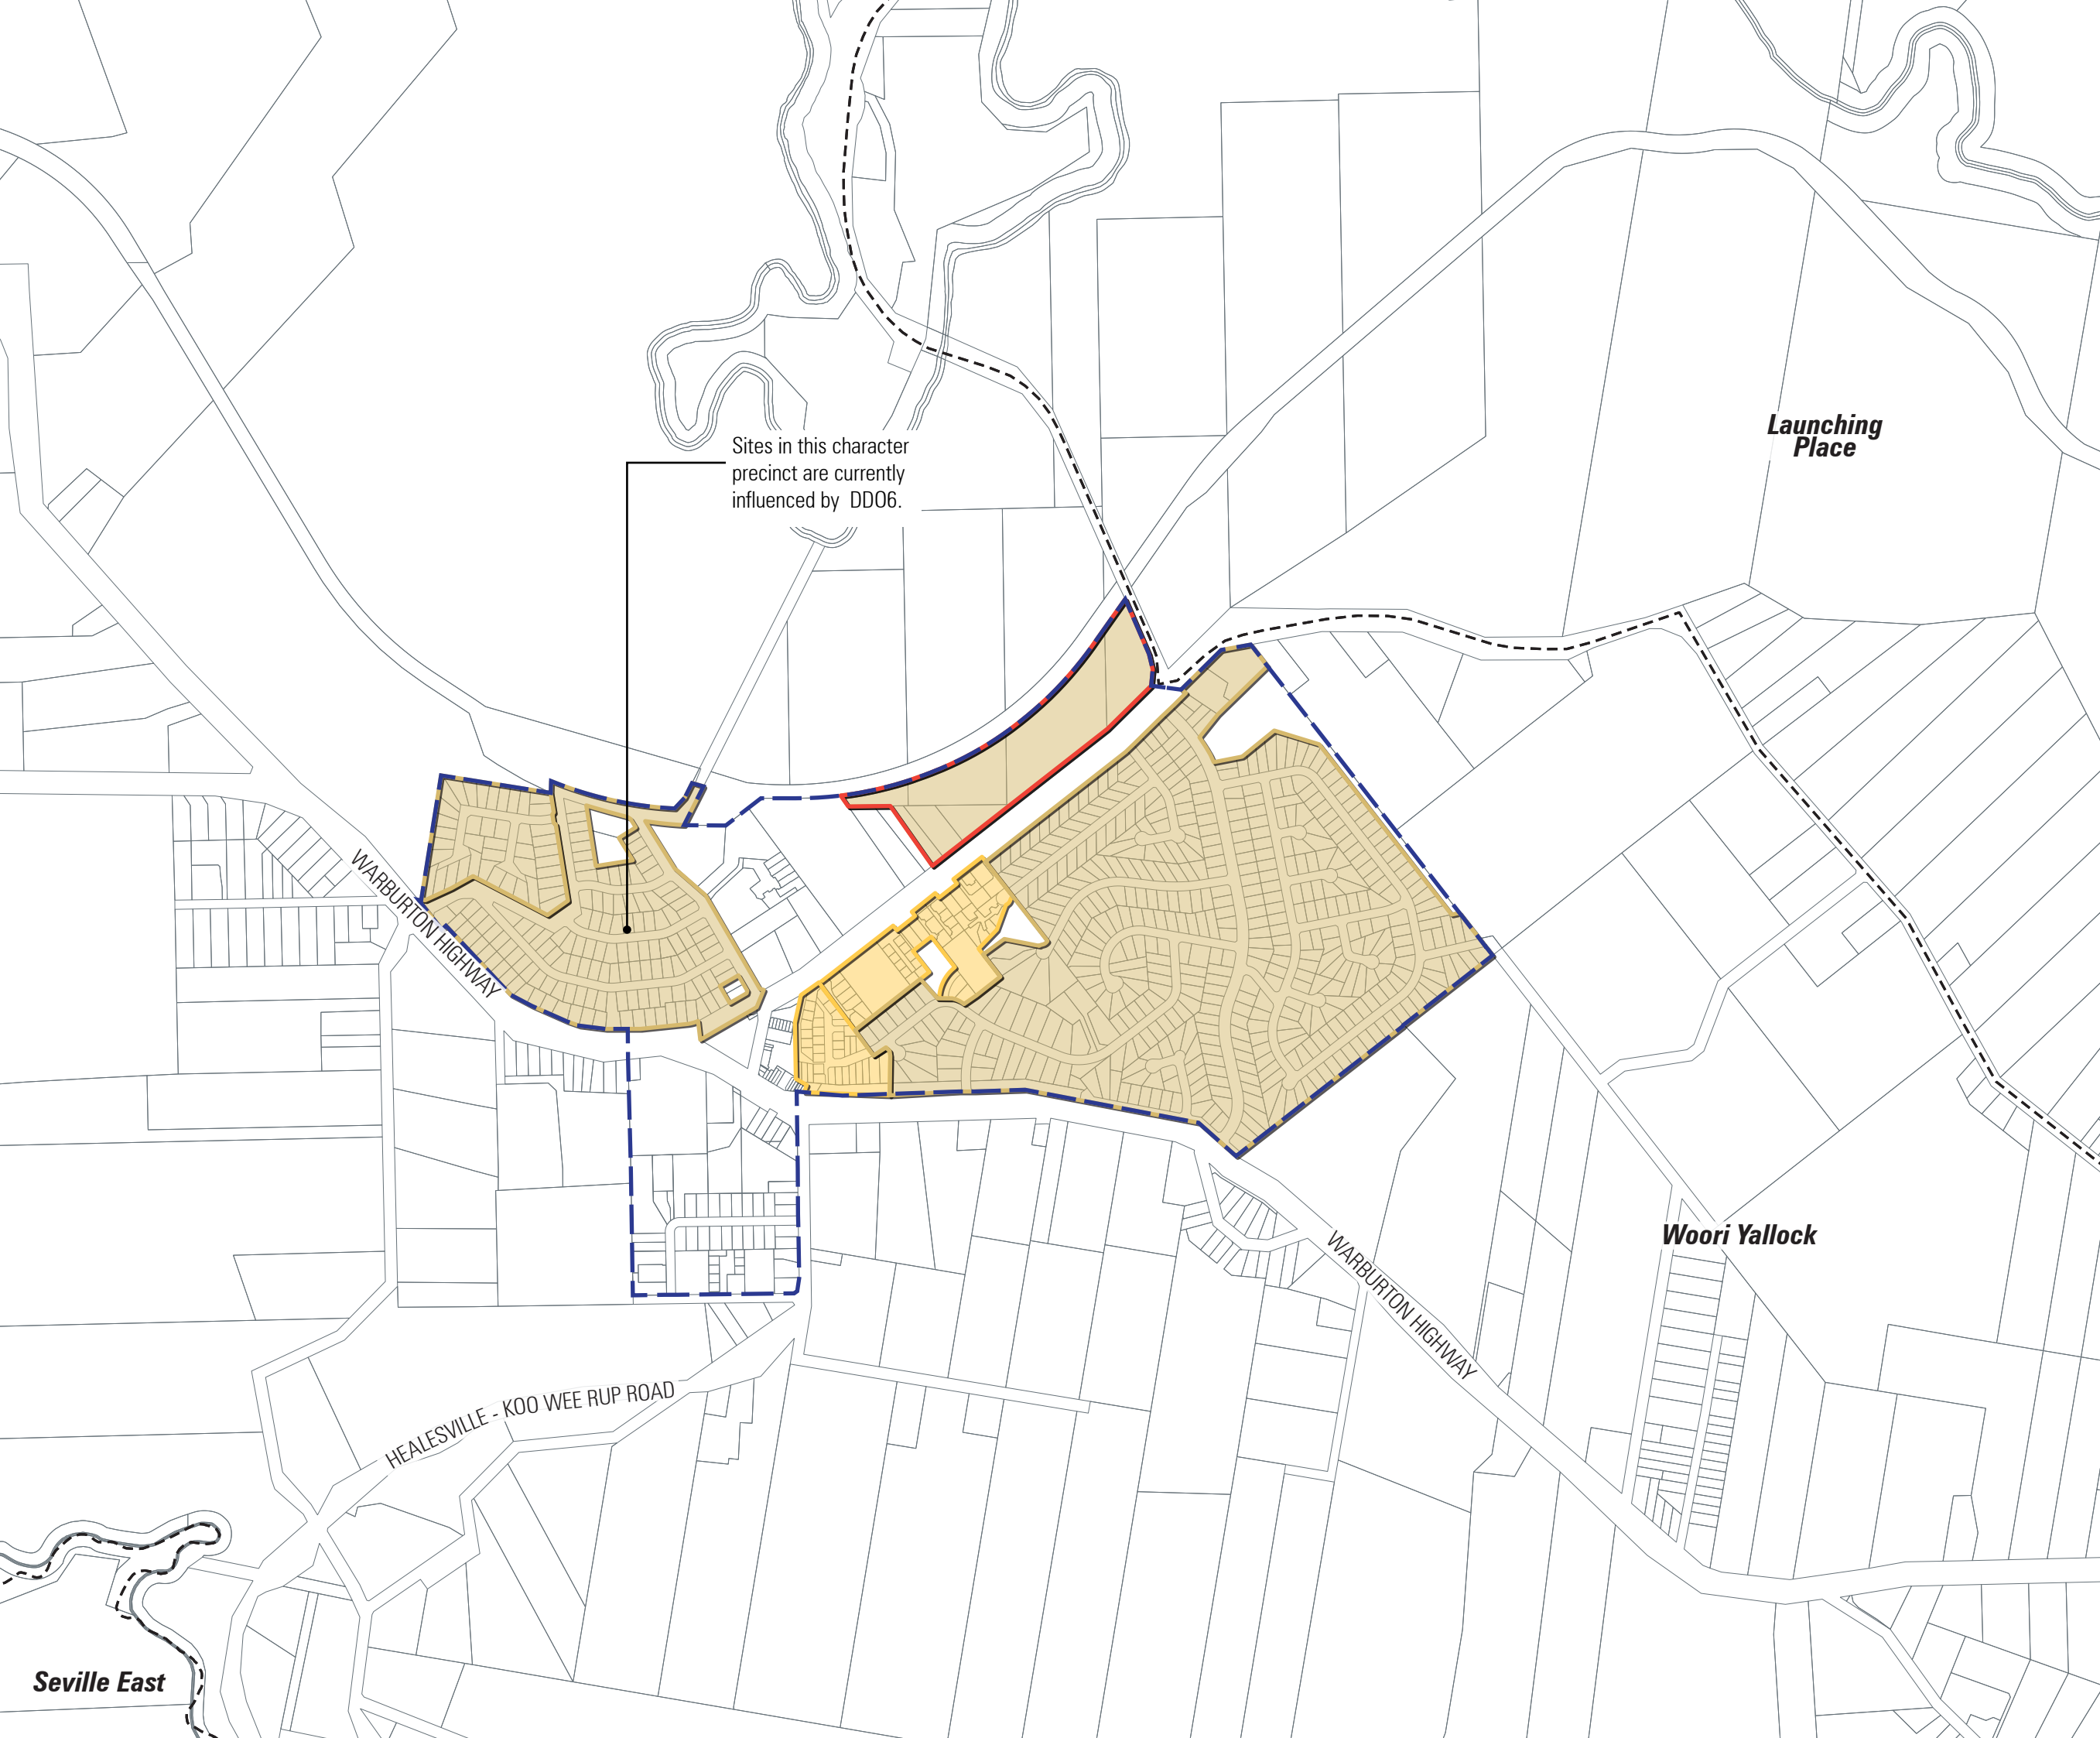 Launching
Place
Sites in this character
precinct are currently
influenced by DDO6.
WARBURTON HIGHWAY
Woori Yallock
WARBURTON HIGHWAY
HEALESVILLE - KOO WEE RUP ROAD
Seville East